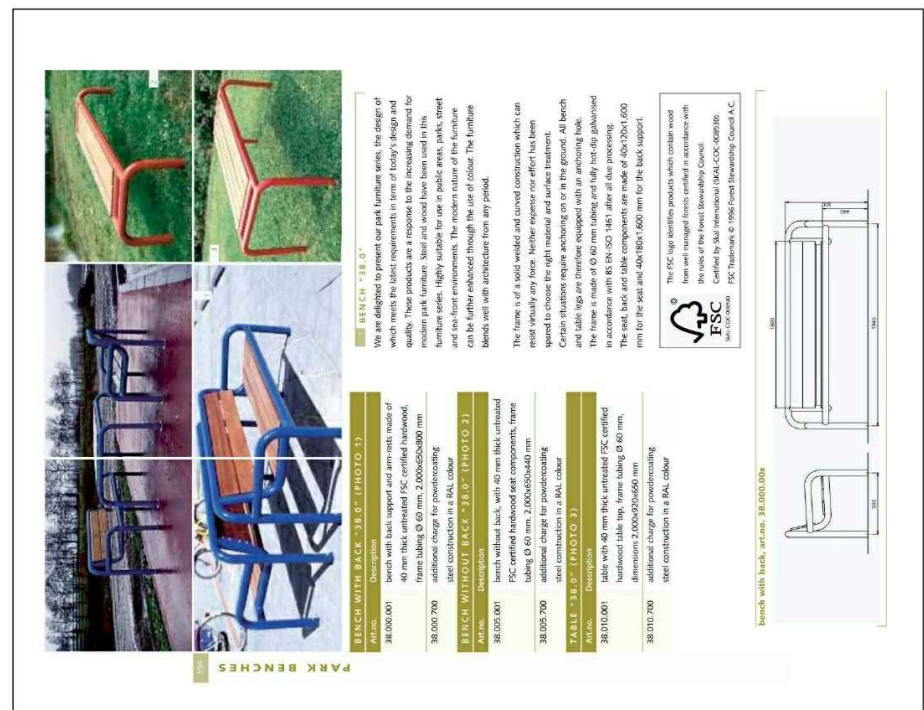 154
PARK BENCHES
2
3
1
BENCH WITH BACK "38.0" (PHOTO 1)
Art.no. Description
38.000.001 bench with back support and arm-rests made of
40 mm thick untreated FSC certified hardwood,
frame tubing Ø 60 mm, 2,000x650x800 mm
38.000.700 additional charge for powdercoating
steel construction in a RAL colour
BENCH WITHOUT BACK "38.0" (PHOTO 2)
Art.no. Description
38.005.001 bench without back, with 40 mm thick untreated
FSC certified hardwood seat components, frame
tubing Ø 60 mm, 2,000x650x440 mm
38.005.700 additional charge for powdercoating
steel construction in a RAL colour
TABLE "38.0" (PHOTO 3)
Art.no. Description
38.010.001 table with 40 mm thick untreated FSC certified
hardwood table top, frame tubing Ø 60 mm,
dimensions 2,000x920x650 mm
38.010.700 additional charge for powdercoating
steel construction in a RAL colour
BENCH "38.0"
We are delighted to present our park furniture series, the design of
which meets the latest requirements in term of today's design and
quality. These products are a response to the increasing demand for
modern park furniture. Steel and wood have been used in this
furniture series. Highly suitable for use in public areas, parks, street
and sea-front environments. The modern nature of the furniture
can be further enhanced through the use of colour. The furniture
blends well with architecture from any period.
The frame is of a solid welded and curved construction which can
resist virtually any force. Neither expense nor effort has been
spared to choose the right material and surface treatment.
Certain situations require anchoring on or in the ground. All bench
and table legs are therefore equipped with an anchoring hole.
The frame is made of Ø 60 mm tubing and fully hot-dip galvanised
in accordance with BS EN-ISO 1461 after all due processing.
The seat, back and table components are made of 40x120x1,600
mm for the seat and 40x180x1,600 mm for the back support.
FSC
The FSC logo identifies products which contain wood
from well managed forests certified in accordance with
the rules of the Forest Stewardship Council.
Certified by Skal International (SKAL-COC-008530).
FSC Trademark © 1996 Forest Stewardship Council A.C.
bench with back, art.no. 38.000.00x
1600
800
440